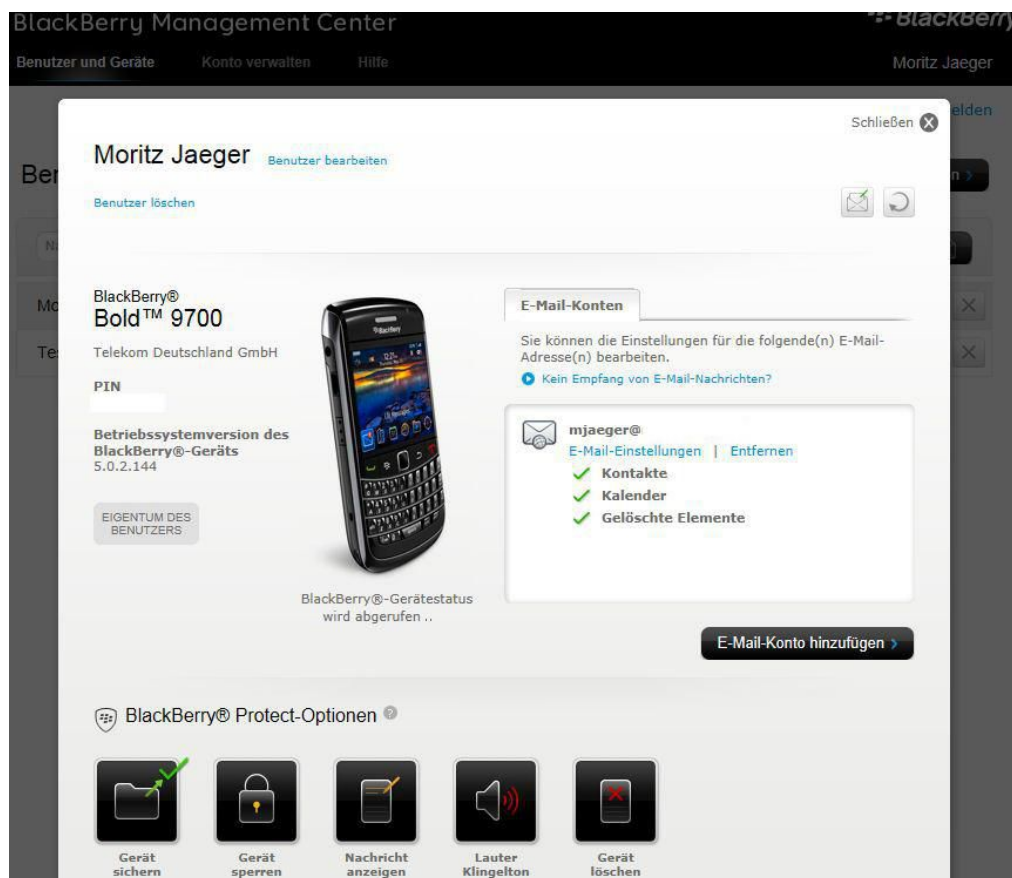 BlackBerry Management Center
BlackBerry
Benutzer und Geräte Konto verwalten Hilfe Moritz Jaeger
Schließen
Moritz Jaeger Benutzer bearbeiten
Benutzer löschen
BlackBerry®
Bold™ 9700
Telekom Deutschland GmbH
PIN
Betriebssystemversion des
BlackBerry®-Geräts
5.0.2.144
EIGENTUM DES
BENUTZERS
BlackBerry
BlackBerry®-Gerätestatus
wird abgerufen ..
E-Mail-Konten
Sie können die Einstellungen für die folgende(n) E-Mail-
Adresse(n) bearbeiten.
Kein Empfang von E-Mail-Nachrichten?
mjaeger@
E-Mail-Einstellungen | Entfernen
Kontakte
Kalender
Gelöschte Elemente
E-Mail-Konto hinzufügen
BlackBerry® Protect-Optionen
Gerät
sichern
Gerät
sperren
Nachricht
anzeigen
Lauter
Klingelton
Gerät
löschen